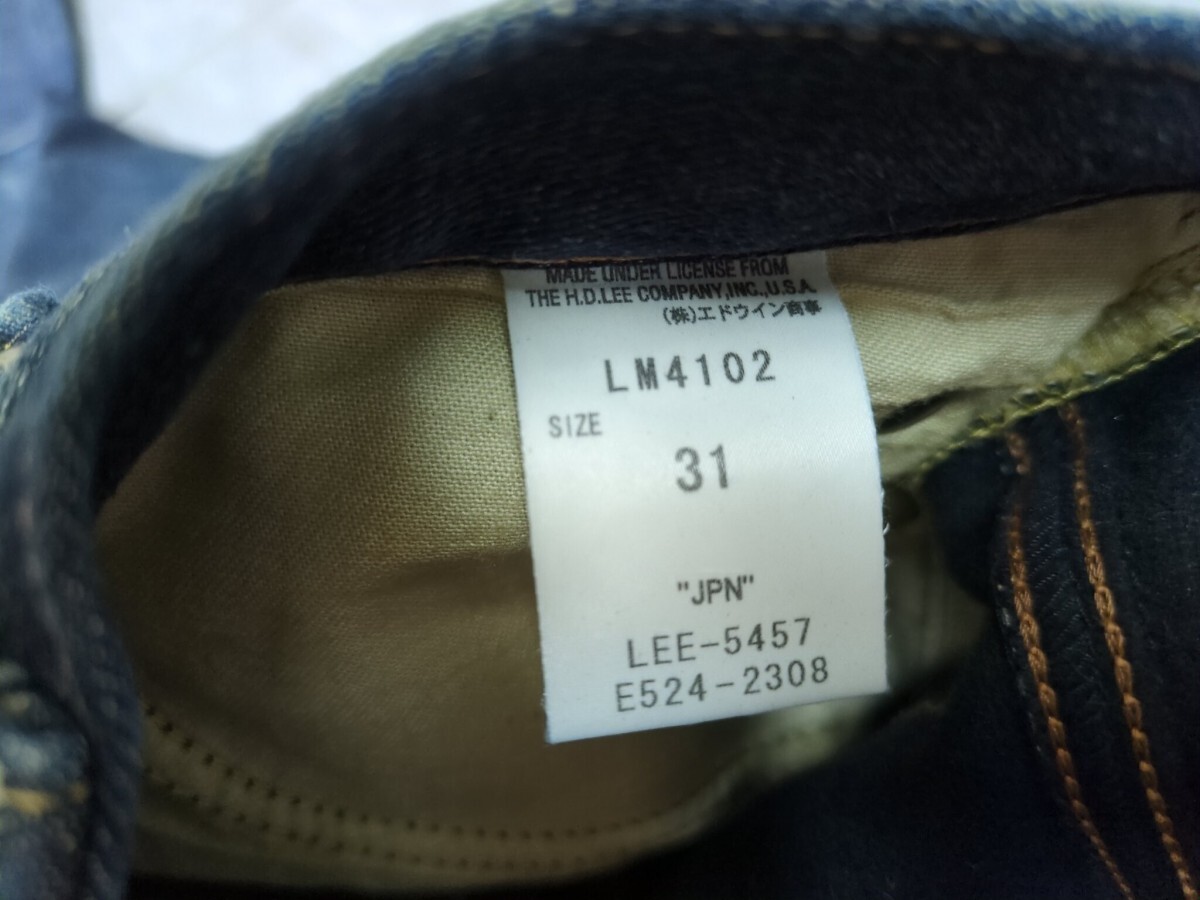 MADE UNDER LICENSE FROM
THE H.D.LEE COMPANY,INC.,U.S.A.
(株)エドウイン商事
LM4102
SIZE
31
"JPN"
LEE-5457
E524-2308